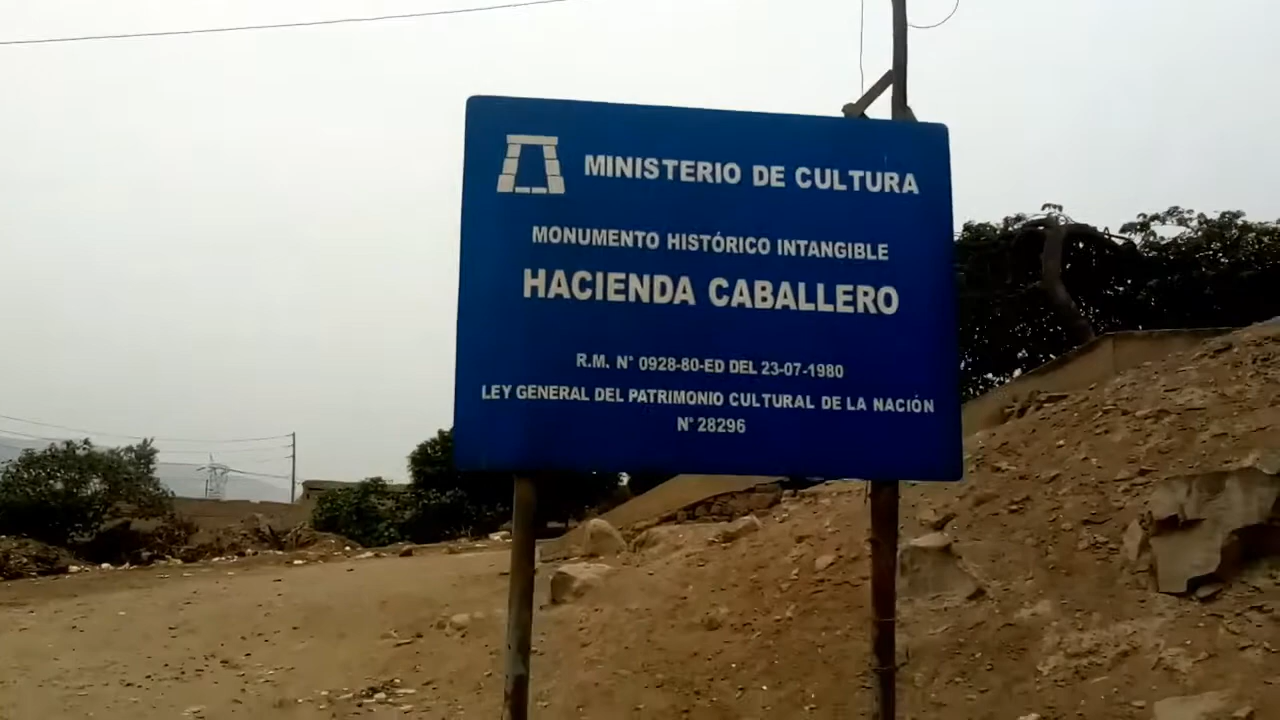 MINISTERIO DE CULTURA
MONUMENTO HISTÓRICO INTANGIBLE
HACIENDA CABALLERO
R.M. N° 0928-80-ED DEL 23-07-1980
LEY GENERAL DEL PATRIMONIO CULTURAL DE LA NACIÓN
N° 28296